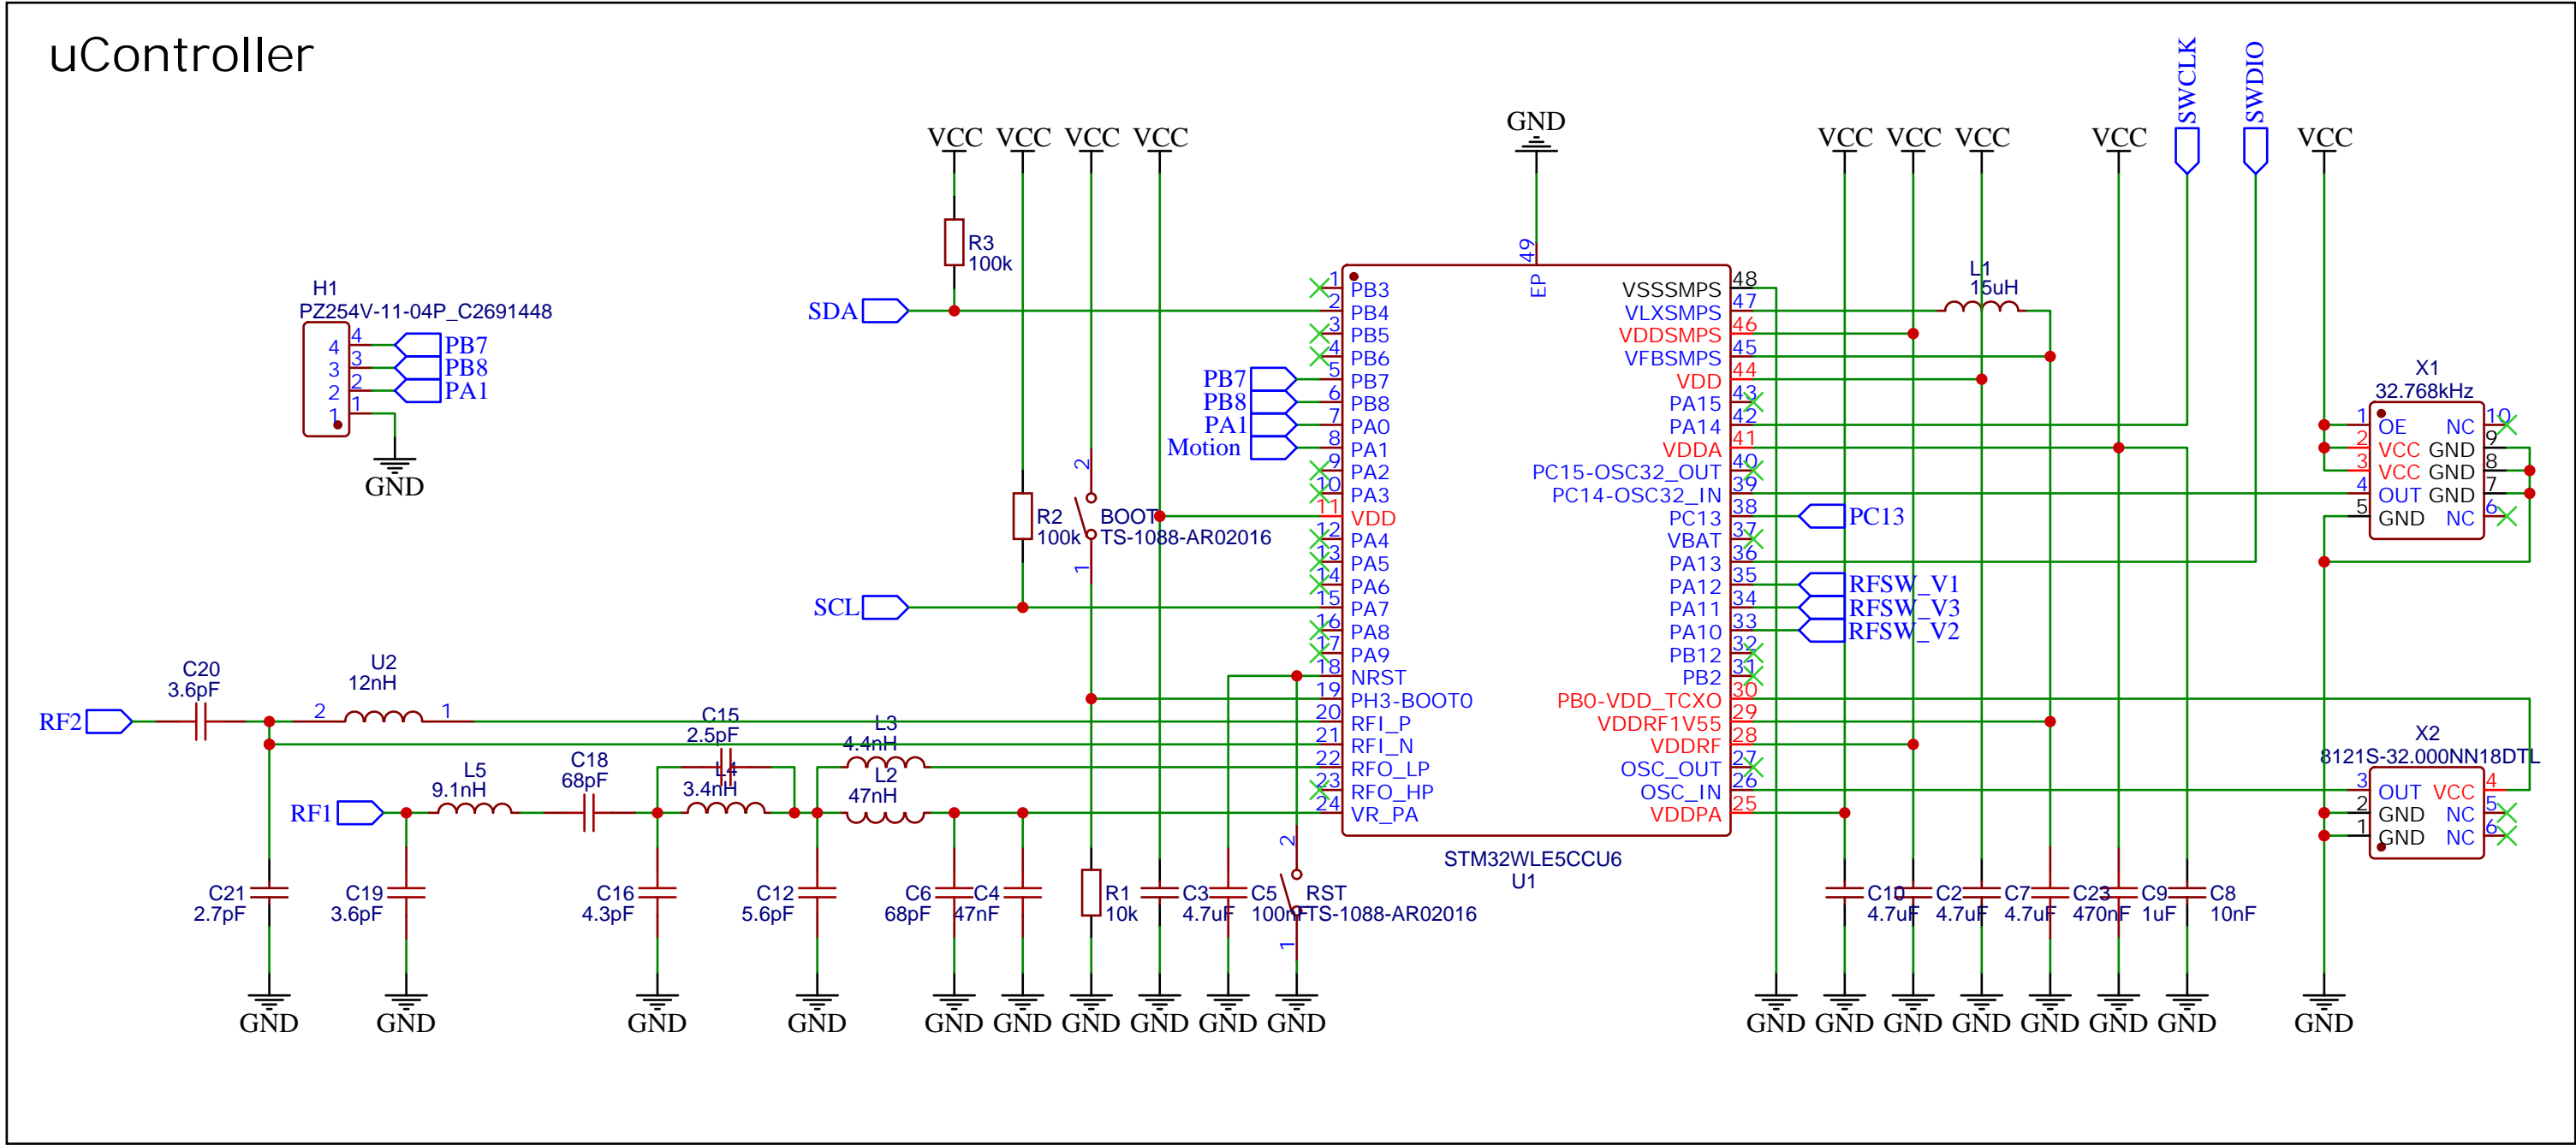 uController
SWCLK
SWDIO
GND
VCC VCC VCC VCC
VCC VCC VCC
VCC
VCC
R3
100k
H1
PZ254V-11-04P_C2691448
4 4 PB7
3 3 PB8
2 2 PA1
1 1
GND
SDA
SCL
PB7
PB8
PA1
Motion
R2
100k
2
BOOT
TS-1088-AR02016
1
49
EP
1 PB3
2 PB4
3 PB5
4 PB6
5 PB7
6 PB8
7 PA0
8 PA1
9 PA2
10 PA3
11 VDD
12 PA4
13 PA5
14 PA6
15 PA7
16 PA8
17 PA9
18 NRST
19 PH3-BOOT0
20 RFI_P
21 RFI_N
22 RFO_LP
23 RFO_HP
24 VR_PA
VSSSMPS 48
VLXSMPS 47
VDDSMPS 46
VFBSMPS 45
VDD 44
PA15 43
PA14 42
VDDA 41
PC15-OSC32_OUT 40
PC14-OSC32_IN 39
PC13 38
VBAT 37
PA13 36
PA12 35
PA11 34
PA10 33
PB12 32
PB2 31
PB0-VDD_TCXO 30
VDDRF1V55 29
VDDRF 28
OSC_OUT 27
OSC_IN 26
VDDPA 25
STM32WLE5CCU6
U1
L1
15uH
PC13
RFSW_V1
RFSW_V3
RFSW_V2
X1
32.768kHz
1 OE NC 10
2 VCC GND 9
3 VCC GND 8
4 OUT GND 7
5 GND NC 6
X2
8121S-32.000NN18DTL
3 OUT VCC 4
2 GND NC 5
1 GND NC 6
C20
3.6pF
U2
12nH
RF2
2 1
C15
2.5pF
L3
4.4nH
L5
9.1nH
C18
68pF
L4
3.4nH
L2
47nH
RF1
C21
2.7pF
C19
3.6pF
C16
4.3pF
C12
5.6pF
C6
68pF
C4
47nF
R1
10k
C3
4.7uF
C5
100nF
2
RST
TS-1088-AR02016
1
C10
4.7uF
C2
4.7uF
C7
4.7uF
C23
470nF
C9
1uF
C8
10nF
GND GND GND GND GND GND GND GND GND GND GND GND GND GND GND GND GND GND